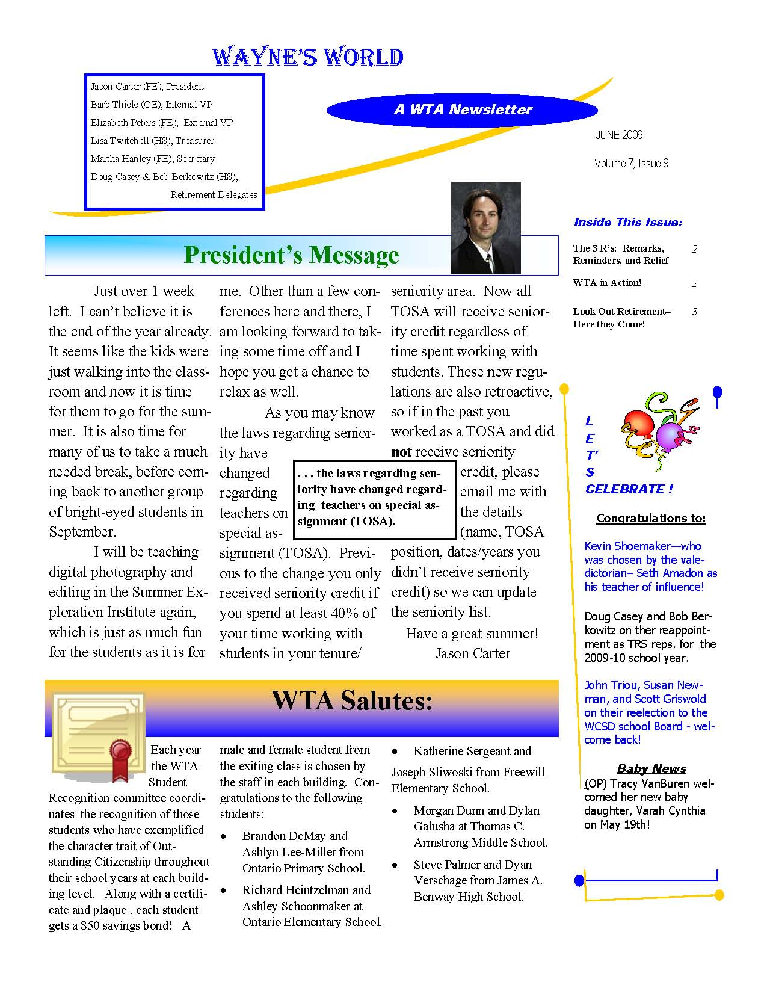 WAYNE'S WORLD
Jason Carter (FE), President
Barb Thiele (OE), Internal VP
Elizabeth Peters (FE),  External VP
Lisa Twitchell (HS), Treasurer
Martha Hanley (FE), Secretary
Doug Casey & Bob Berkowitz (HS),
Retirement Delegates
A WTA Newsletter
JUNE 2009
Volume 7, Issue 9
President's Message
Just over 1 week
left.  I can't believe it is
the end of the year already.
It seems like the kids were
just walking into the class-
room and now it is time
for them to go for the sum-
mer.  It is also time for
many of us to take a much
needed break, before com-
ing back to another group
of bright-eyed students in
September.
I will be teaching
digital photography and
editing in the Summer Ex-
ploration Institute again,
which is just as much fun
for the students as it is for
me.  Other than a few con-
ferences here and there, I
am looking forward to tak-
ing some time off and I
hope you get a chance to
relax as well.
As you may know
the laws regarding senior-
ity have
changed
regarding
teachers on
special as-
signment (TOSA).  Previ-
ous to the change you only
received seniority credit if
you spend at least 40% of
your time working with
students in your tenure/
. . . the laws regarding sen-
iority have changed regard-
ing  teachers on special as-
signment (TOSA).
seniority area.  Now all
TOSA will receive senior-
ity credit regardless of
time spent working with
students. These new regu-
lations are also retroactive,
so if in the past you
worked as a TOSA and did
not receive seniority
credit, please
email me with
the details
(name, TOSA
position, dates/years you
didn't receive seniority
credit) so we can update
the seniority list.
Have a great summer!
Jason Carter
Inside This Issue:
The 3 R's:  Remarks, 2
Reminders, and Relief
WTA in Action! 2
Look Out Retirement– 3
Here they Come!
L
E
T'
S
CELEBRATE !
Congratulations to:
Kevin Shoemaker—who
was chosen by the vale-
dictorian– Seth Amadon as
his teacher of influence!
Doug Casey and Bob Ber-
kowitz on ther reappoint-
ment as TRS reps. for  the
2009-10 school year.
John Triou, Susan New-
man, and Scott Griswold
on their reelection to the
WCSD school Board - wel-
come back!
Baby News
(OP) Tracy VanBuren wel-
comed her new baby
daughter, Varah Cynthia
on May 19th!
WTA Salutes:
Each year
the WTA
Student
Recognition committee coordi-
nates  the recognition of those
students who have exemplified
the character trait of Out-
standing Citizenship throughout
their school years at each build-
ing level.   Along with a certifi-
cate and plaque , each student
gets a $50 savings bond!   A
male and female student from
the exiting class is chosen by
the staff in each building.  Con-
gratulations to the following
students:
• Brandon DeMay and
Ashlyn Lee-Miller from
Ontario Primary School.
• Richard Heintzelman and
Ashley Schoonmaker at
Ontario Elementary School.
• Katherine Sergeant and
Joseph Sliwoski from Freewill
Elementary School.
• Morgan Dunn and Dylan
Galusha at Thomas C.
Armstrong Middle School.
• Steve Palmer and Dyan
Verschage from James A.
Benway High School.